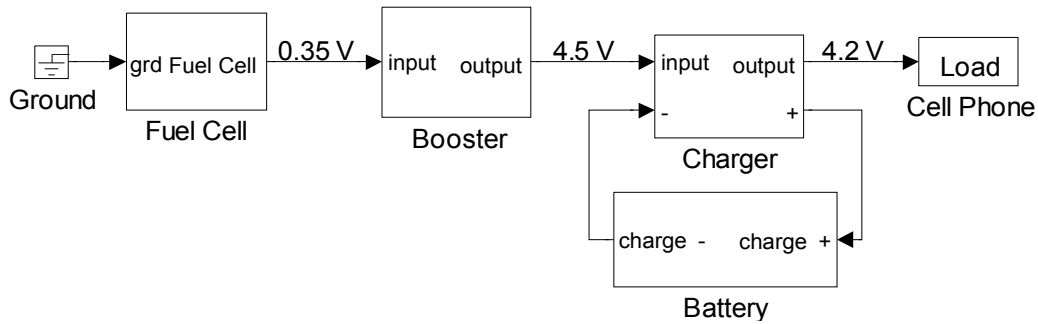 Ground
grd Fuel Cell
Fuel Cell
0.35 V
input output
Booster
4.5 V
input output
- +
Charger
4.2 V
Load
Cell Phone
charge - charge +
Battery